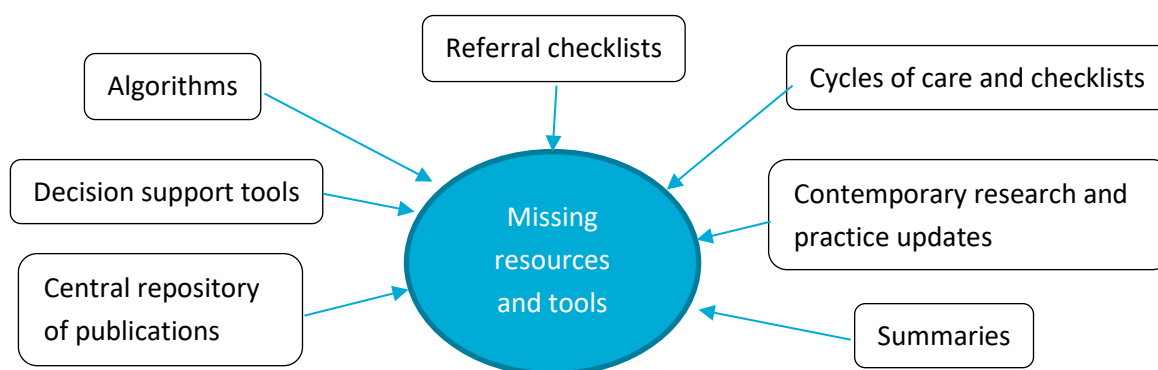 Referral checklists
Algorithms
Cycles of care and checklists
Decision support tools
Contemporary research and
practice updates
Missing
resources
and tools
Central repository
of publications
Summaries